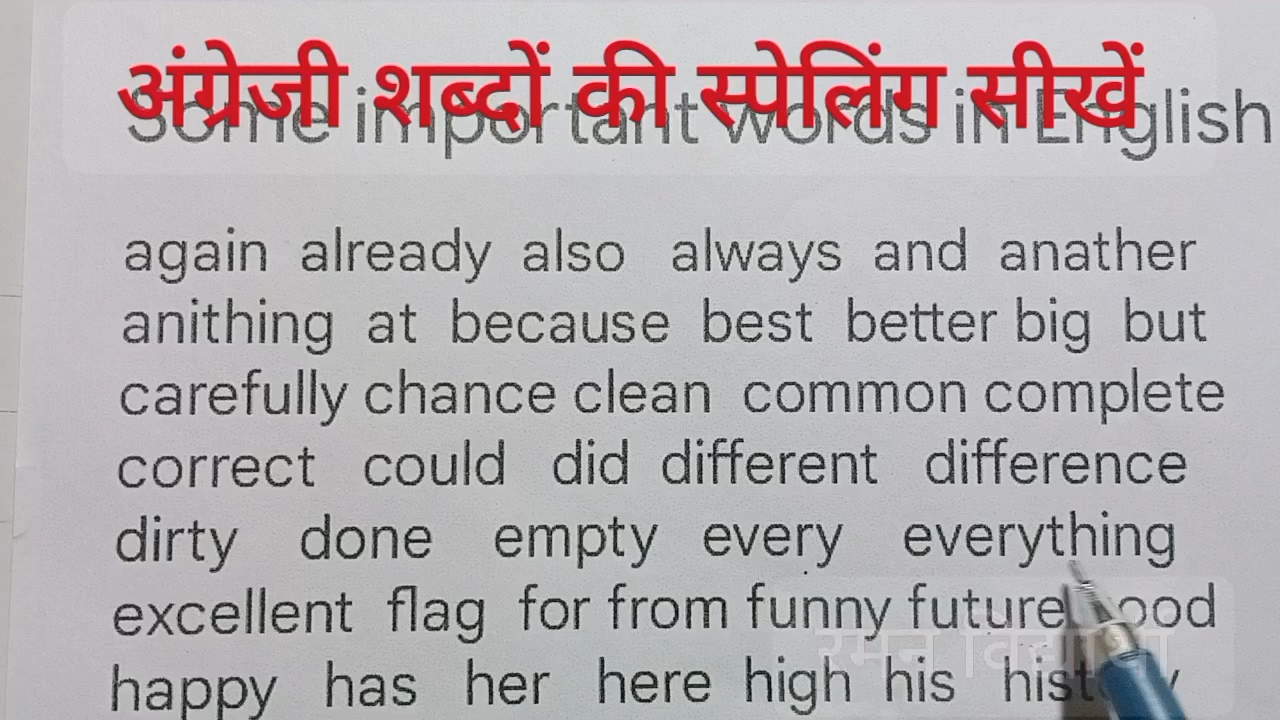 अंग्रेजी शब्दों की स्पेलिंग सीखें
Some important words in English
again already also always and anather
anithing at because best better big but
carefully chance clean common complete
correct could did different difference
dirty done empty every everything
excellent flag for from funny future
रमन विद्यार्थी
happy has her here high his